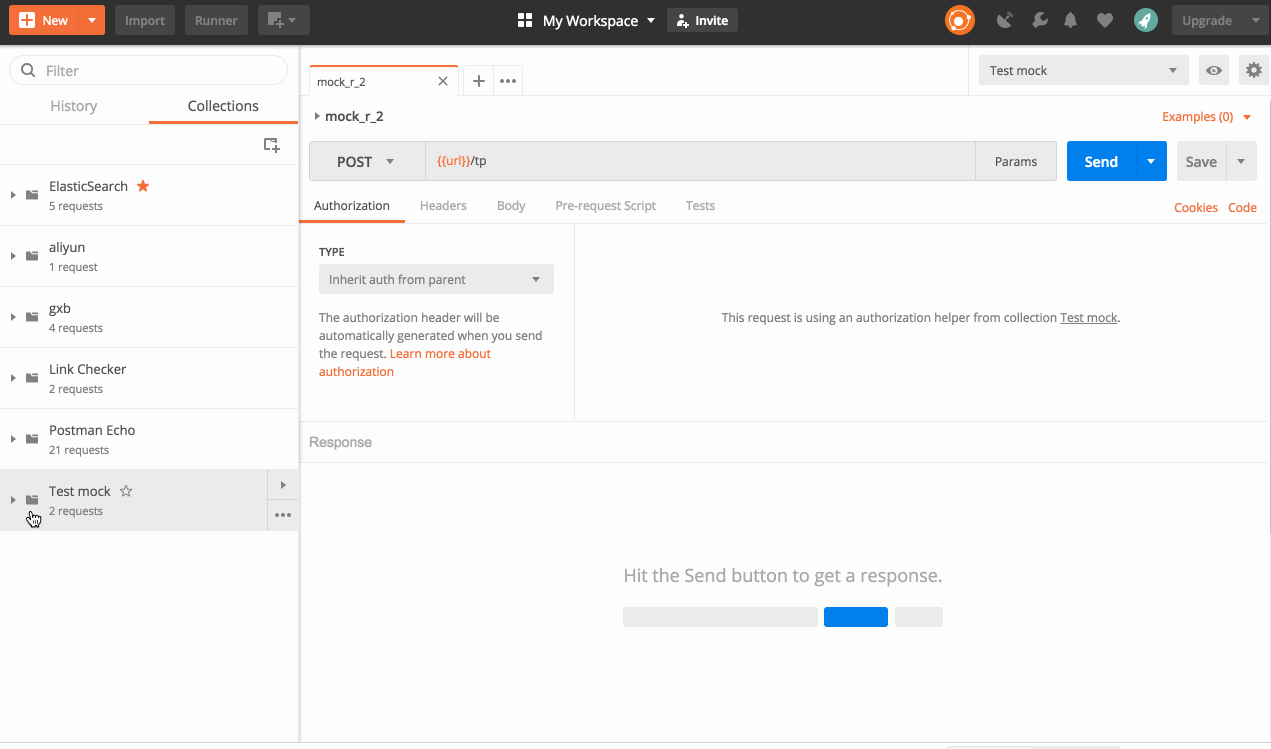 New Import Runner My Workspace Invite Upgrade
Filter
History Collections
ElasticSearch
5 requests
aliyun
1 request
gxb
4 requests
Link Checker
2 requests
Postman Echo
21 requests
Test mock
2 requests
mock_r_2
Test mock
mock_r_2
Examples (0)
POST {{url}}/tp Params Send Save
Authorization Headers Body Pre-request Script Tests
Cookies Code
TYPE
Inherit auth from parent
The authorization header will be
automatically generated when you send
the request. Learn more about
authorization
This request is using an authorization helper from collection Test mock.
Response
Hit the Send button to get a response.